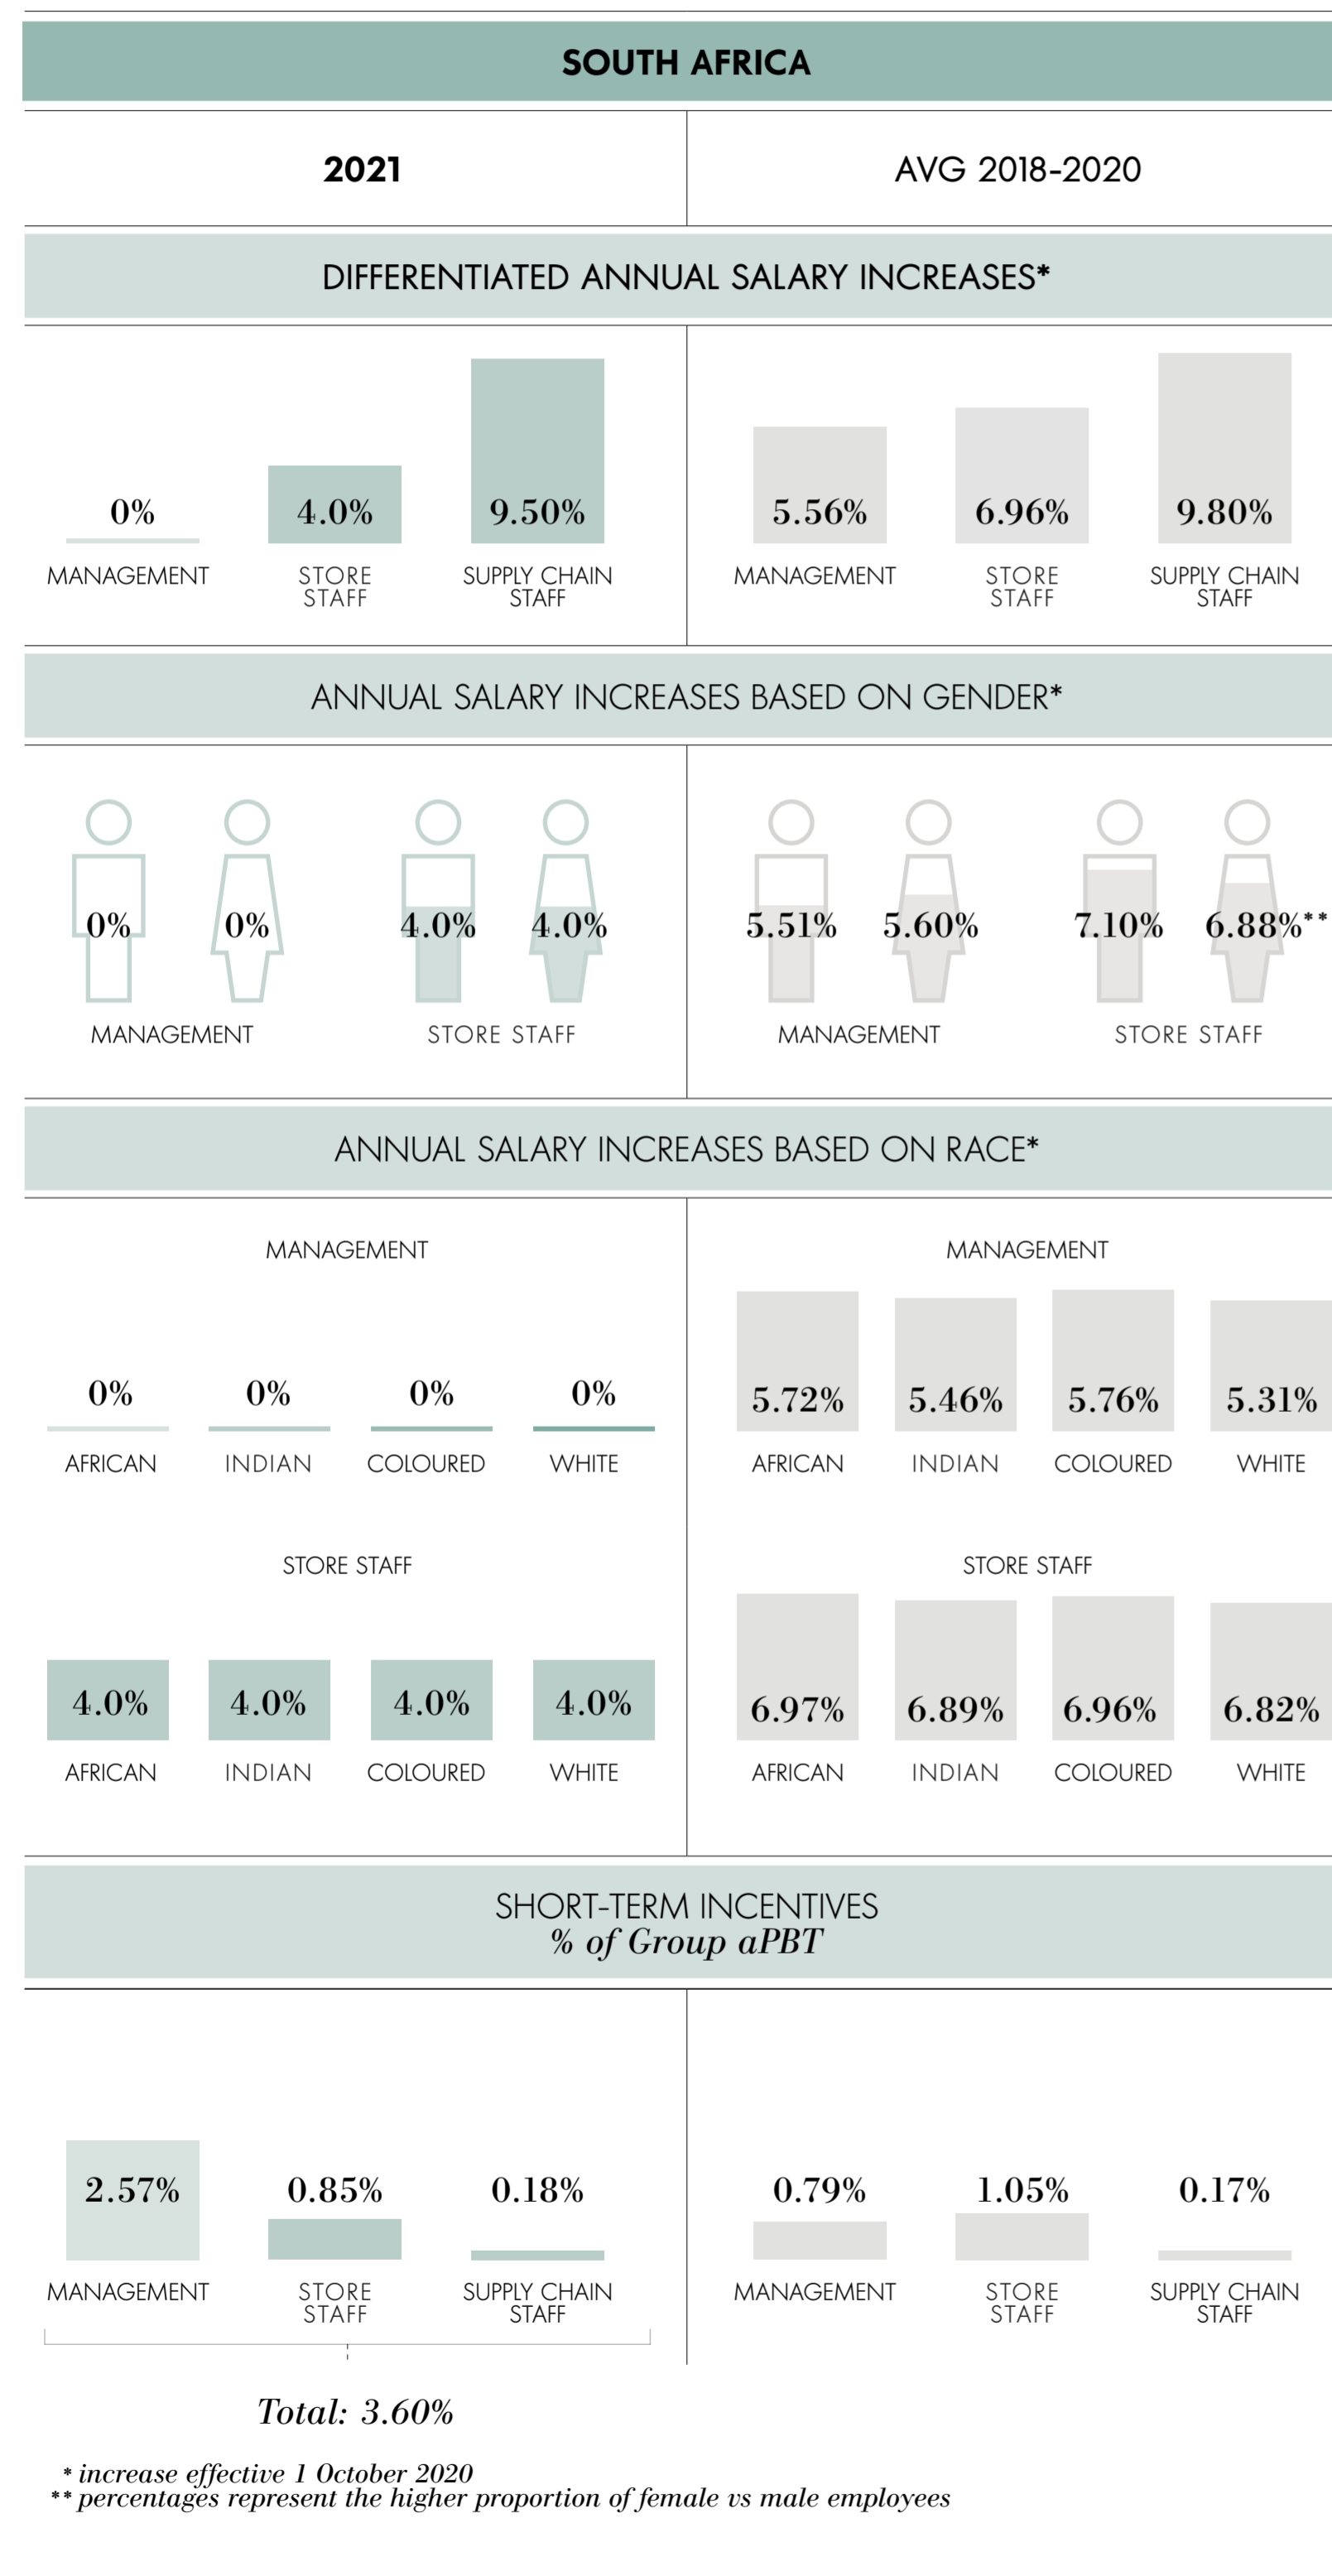 SOUTH AFRICA
2021
AVG 2018-2020
DIFFERENTIATED ANNUAL SALARY INCREASES*
0%
4.0%
9.50%
5.56%
6.96%
9.80%
MANAGEMENT
STORE
STAFF
SUPPLY CHAIN
STAFF
MANAGEMENT
STORE
STAFF
SUPPLY CHAIN
STAFF
ANNUAL SALARY INCREASES BASED ON GENDER*
0%
0%
4.0%
4.0%
5.51%
5.60%
7.10%
6.88%**
MANAGEMENT
STORE STAFF
MANAGEMENT
STORE STAFF
ANNUAL SALARY INCREASES BASED ON RACE*
MANAGEMENT
MANAGEMENT
0%
0%
0%
0%
5.72%
5.46%
5.76%
5.31%
AFRICAN
INDIAN
COLOURED
WHITE
AFRICAN
INDIAN
COLOURED
WHITE
STORE STAFF
STORE STAFF
4.0%
4.0%
4.0%
4.0%
6.97%
6.89%
6.96%
6.82%
AFRICAN
INDIAN
COLOURED
WHITE
AFRICAN
INDIAN
COLOURED
WHITE
SHORT-TERM INCENTIVES
% of Group aPBT
2.57%
0.85%
0.18%
0.79%
1.05%
0.17%
MANAGEMENT
STORE
STAFF
SUPPLY CHAIN
STAFF
MANAGEMENT
STORE
STAFF
SUPPLY CHAIN
STAFF
Total: 3.60%
* increase effective 1 October 2020
** percentages represent the higher proportion of female vs male employees